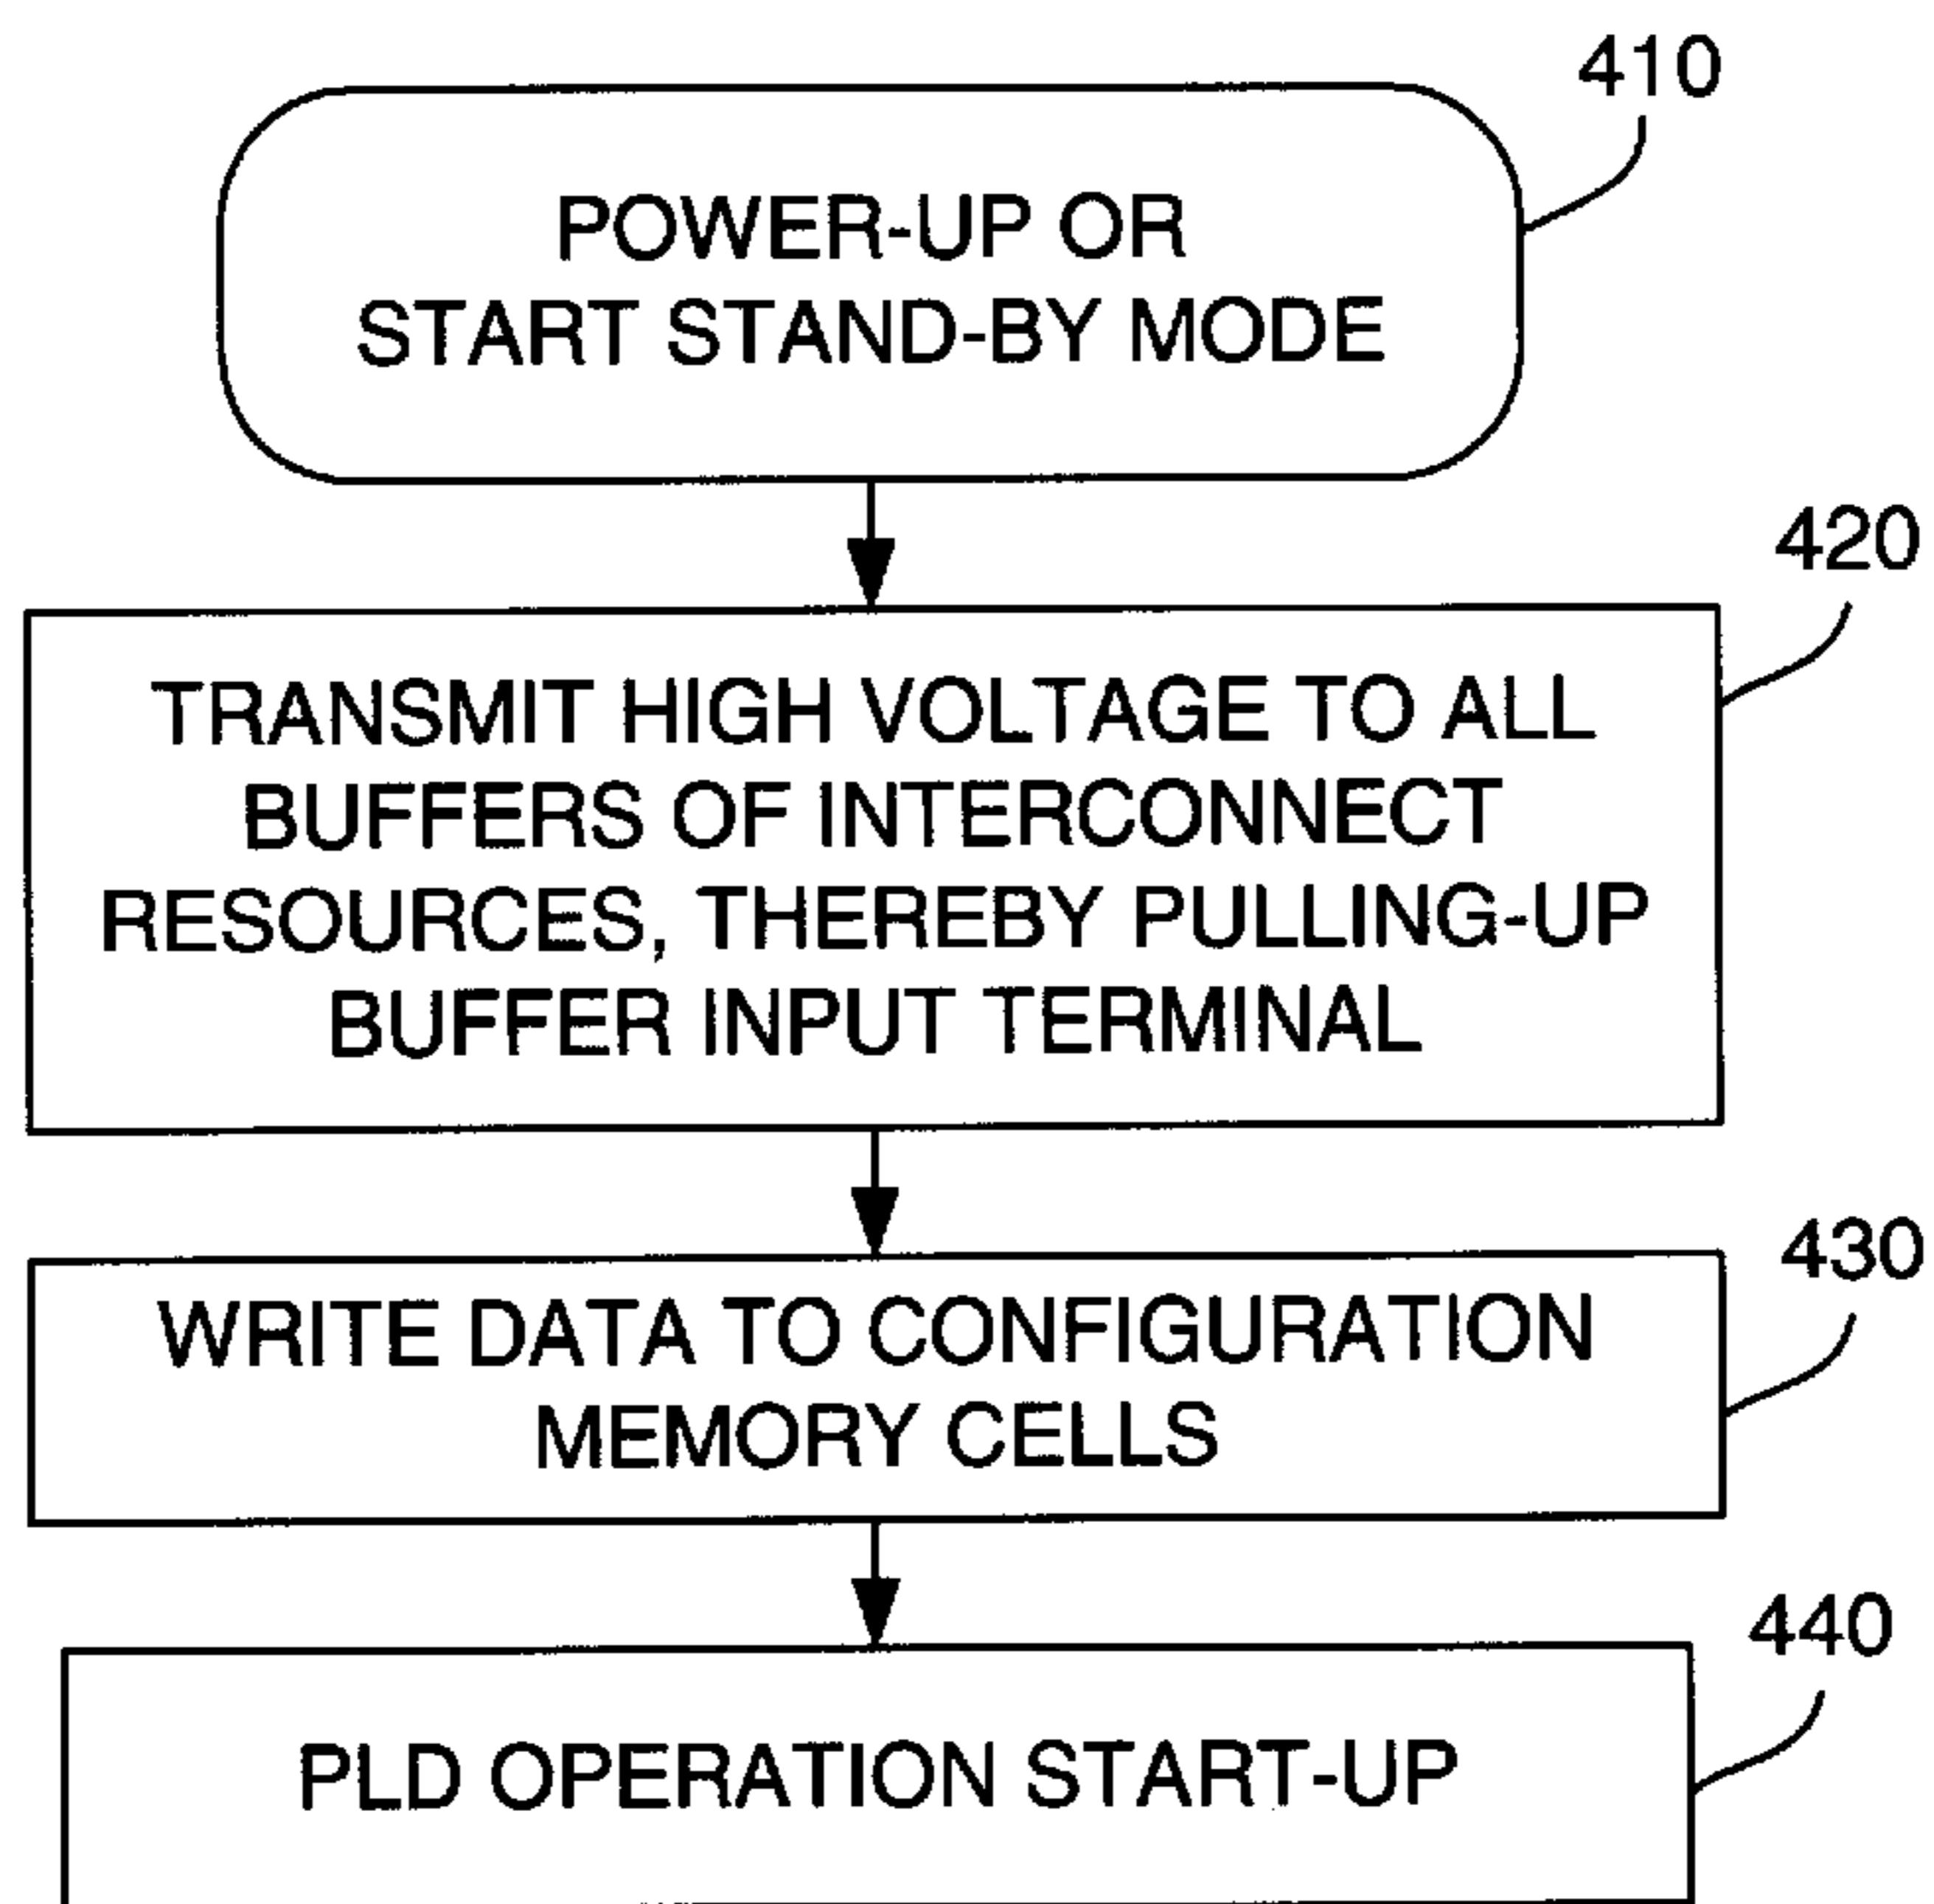 410
POWER-UP OR
START STAND-BY MODE
420
TRANSMIT HIGH VOLTAGE TO ALL
BUFFERS OF INTERCONNECT
RESOURCES, THEREBY PULLING-UP
BUFFER INPUT TERMINAL
430
WRITE DATA TO CONFIGURATION
MEMORY CELLS
440
PLD OPERATION START-UP